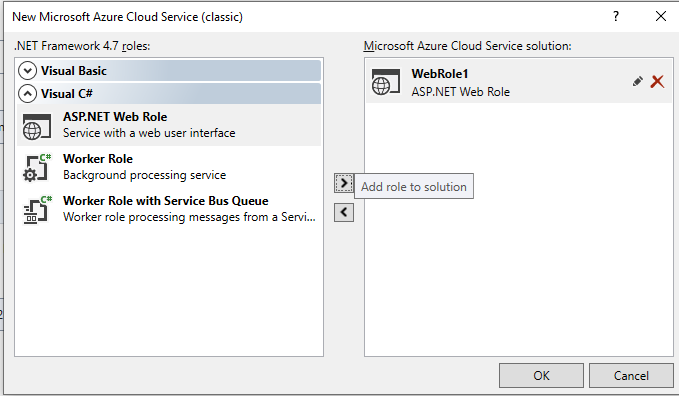 New Microsoft Azure Cloud Service (classic)
?
.NET Framework 4.7 roles:
Visual Basic
Visual C#
ASP.NET Web Role
Service with a web user interface
C#
Worker Role
Background processing service
C#
Worker Role with Service Bus Queue
Worker role processing messages from a Servi...
>
Add role to solution
<
Microsoft Azure Cloud Service solution:
WebRole1
ASP.NET Web Role
OK
Cancel